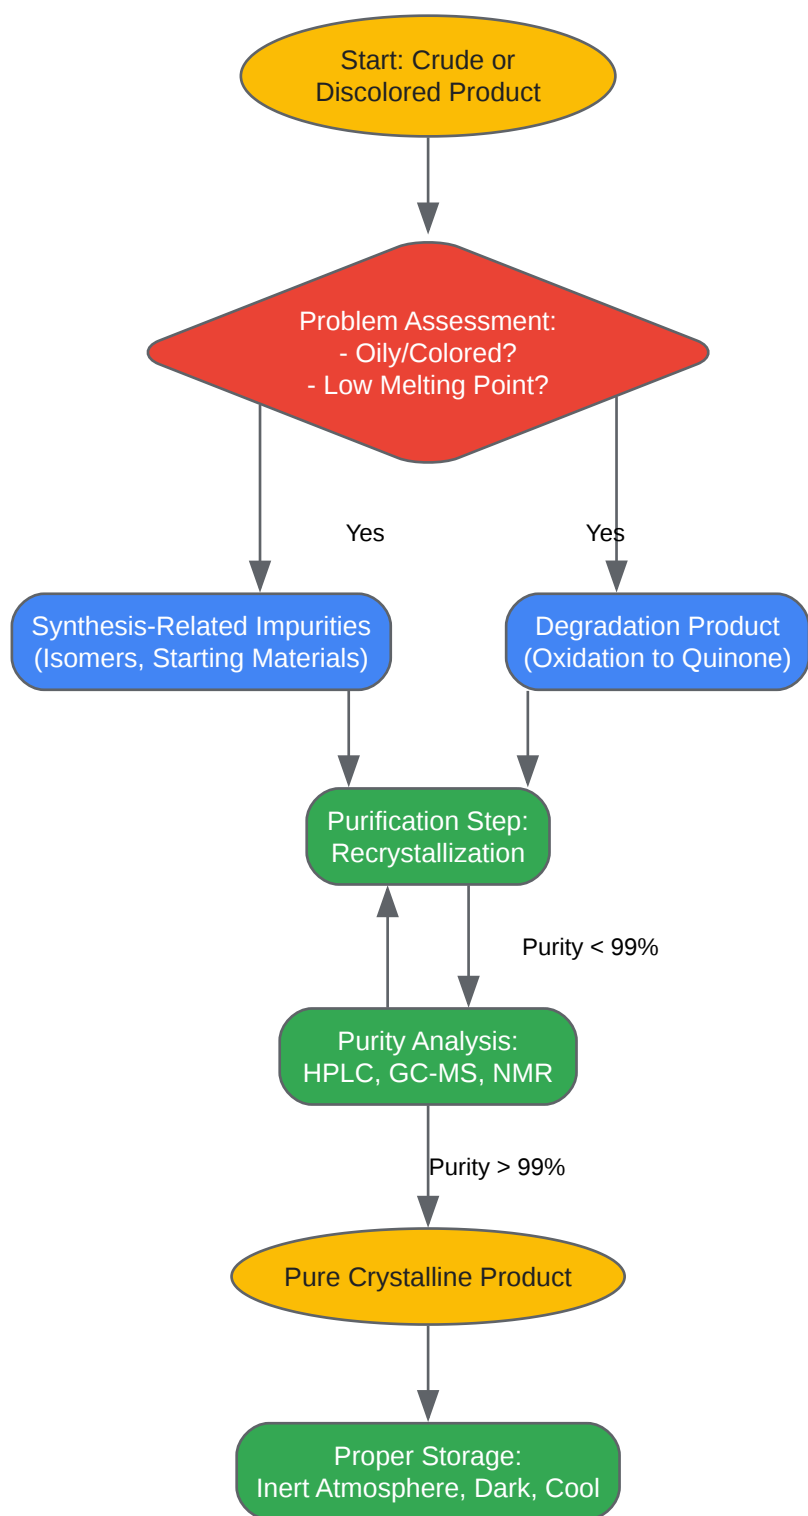 Start: Crude or
Discolored Product
Problem Assessment:
- Oily/Colored?
- Low Melting Point?
Yes
Yes
Synthesis-Related Impurities
(Isomers, Starting Materials)
Degradation Product
(Oxidation to Quinone)
Purification Step:
Recrystallization
Purity < 99%
Purity Analysis:
HPLC, GC-MS, NMR
Purity > 99%
Pure Crystalline Product
Proper Storage:
Inert Atmosphere, Dark, Cool